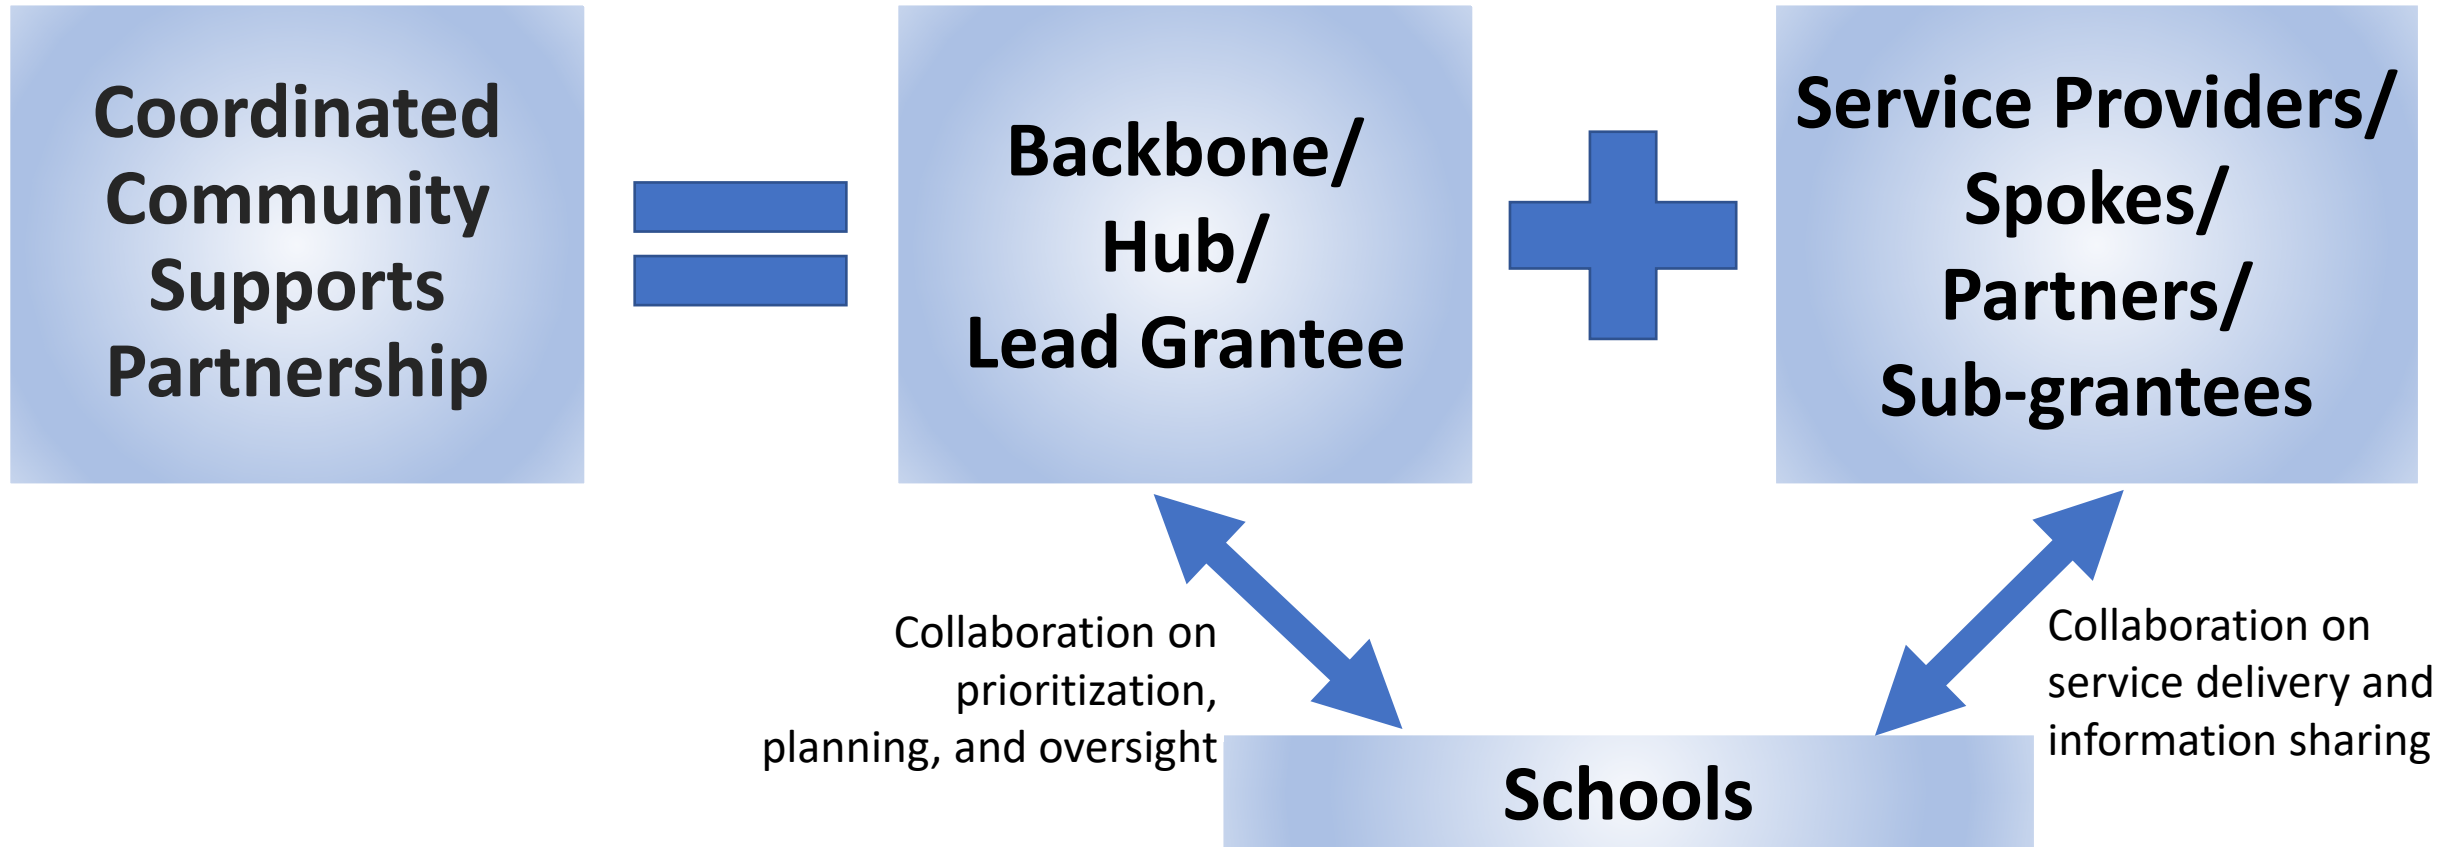 Coordinated
Community
Supports
Partnership
Backbone/
Hub/
Lead Grantee
Service Providers/
Spokes/
Partners/
Sub-grantees
Collaboration on
prioritization,
planning, and oversight
Collaboration on
service delivery and
information sharing
Schools